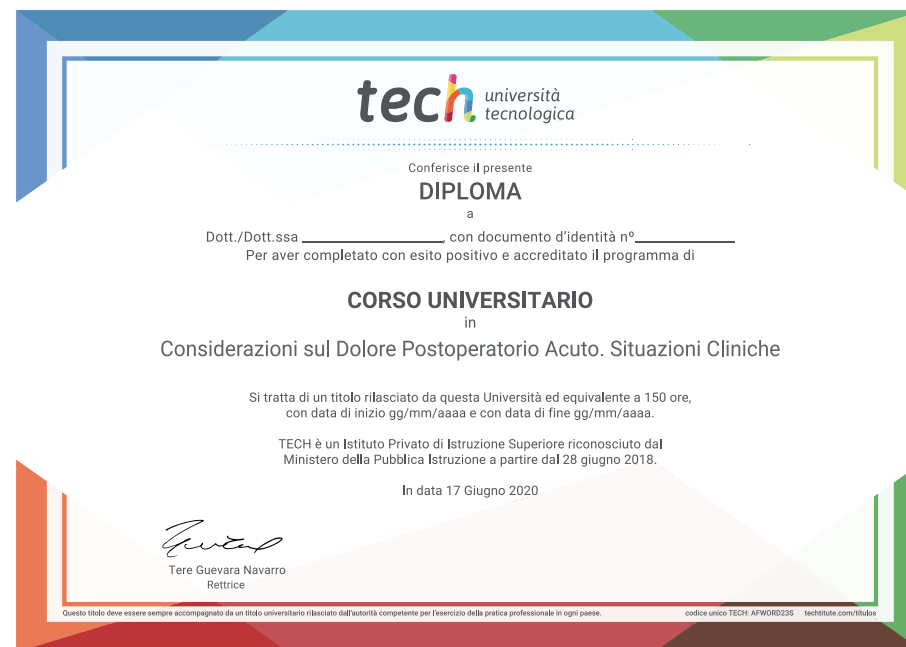 tech università
tecnologica
Conferisce il presente
DIPLOMA
a
Dott./Dott.ssa ____________________, con documento d'identità nº______________
Per aver completato con esito positivo e accreditato il programma di
CORSO UNIVERSITARIO
in
Considerazioni sul Dolore Postoperatorio Acuto. Situazioni Cliniche
Si tratta di un titolo rilasciato da questa Università ed equivalente a 150 ore,
con data di inizio gg/mm/aaaa e con data di fine gg/mm/aaaa.
TECH è un Istituto Privato di Istruzione Superiore riconosciuto dal
Ministero della Pubblica Istruzione a partire dal 28 giugno 2018.
In data 17 Giugno 2020
Tere Guevara Navarro
Rettrice
Questo titolo deve essere sempre accompagnato da un titolo universitario rilasciato dall'autorità competente per l'esercizio della pratica professionale in ogni paese. codice unico TECH: AFWORD23S techtitute.com/titulos